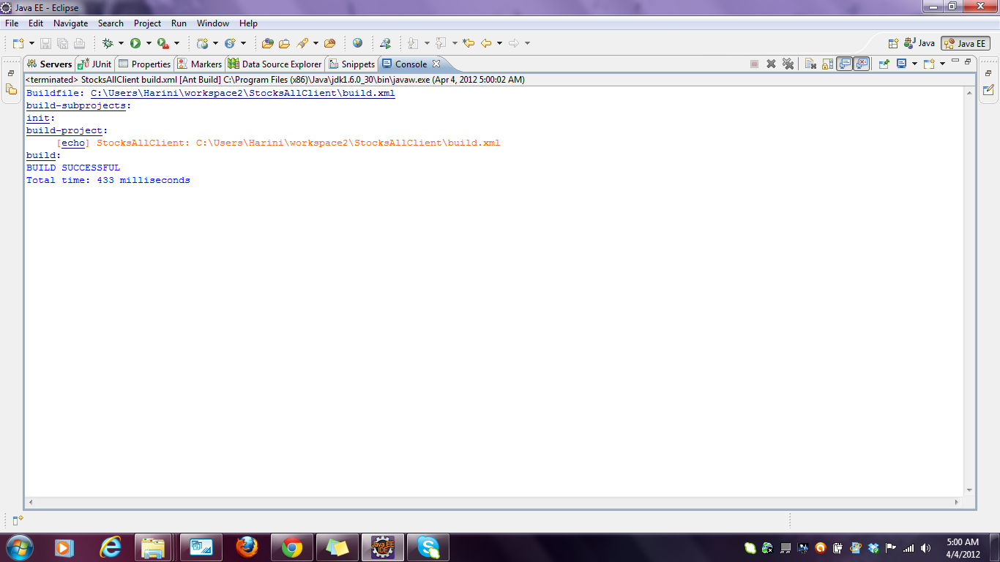 Java EE - Eclipse
File Edit Navigate Search Project Run Window Help
Java Java EE
Servers JUnit Properties Markers Data Source Explorer Snippets Console
<terminated> StocksAllClient build.xml [Ant Build] C:\Program Files (x86)\Java\jdk1.6.0_30\bin\javaw.exe (Apr 4, 2012 5:00:02 AM)
Buildfile: C:\Users\Harini\workspace2\StocksAllClient\build.xml
build-subprojects:
init:
build-project:
[echo] StocksAllClient: C:\Users\Harini\workspace2\StocksAllClient\build.xml
build:
BUILD SUCCESSFUL
Total time: 433 milliseconds
Java EE
IDE
5:00 AM
4/4/2012